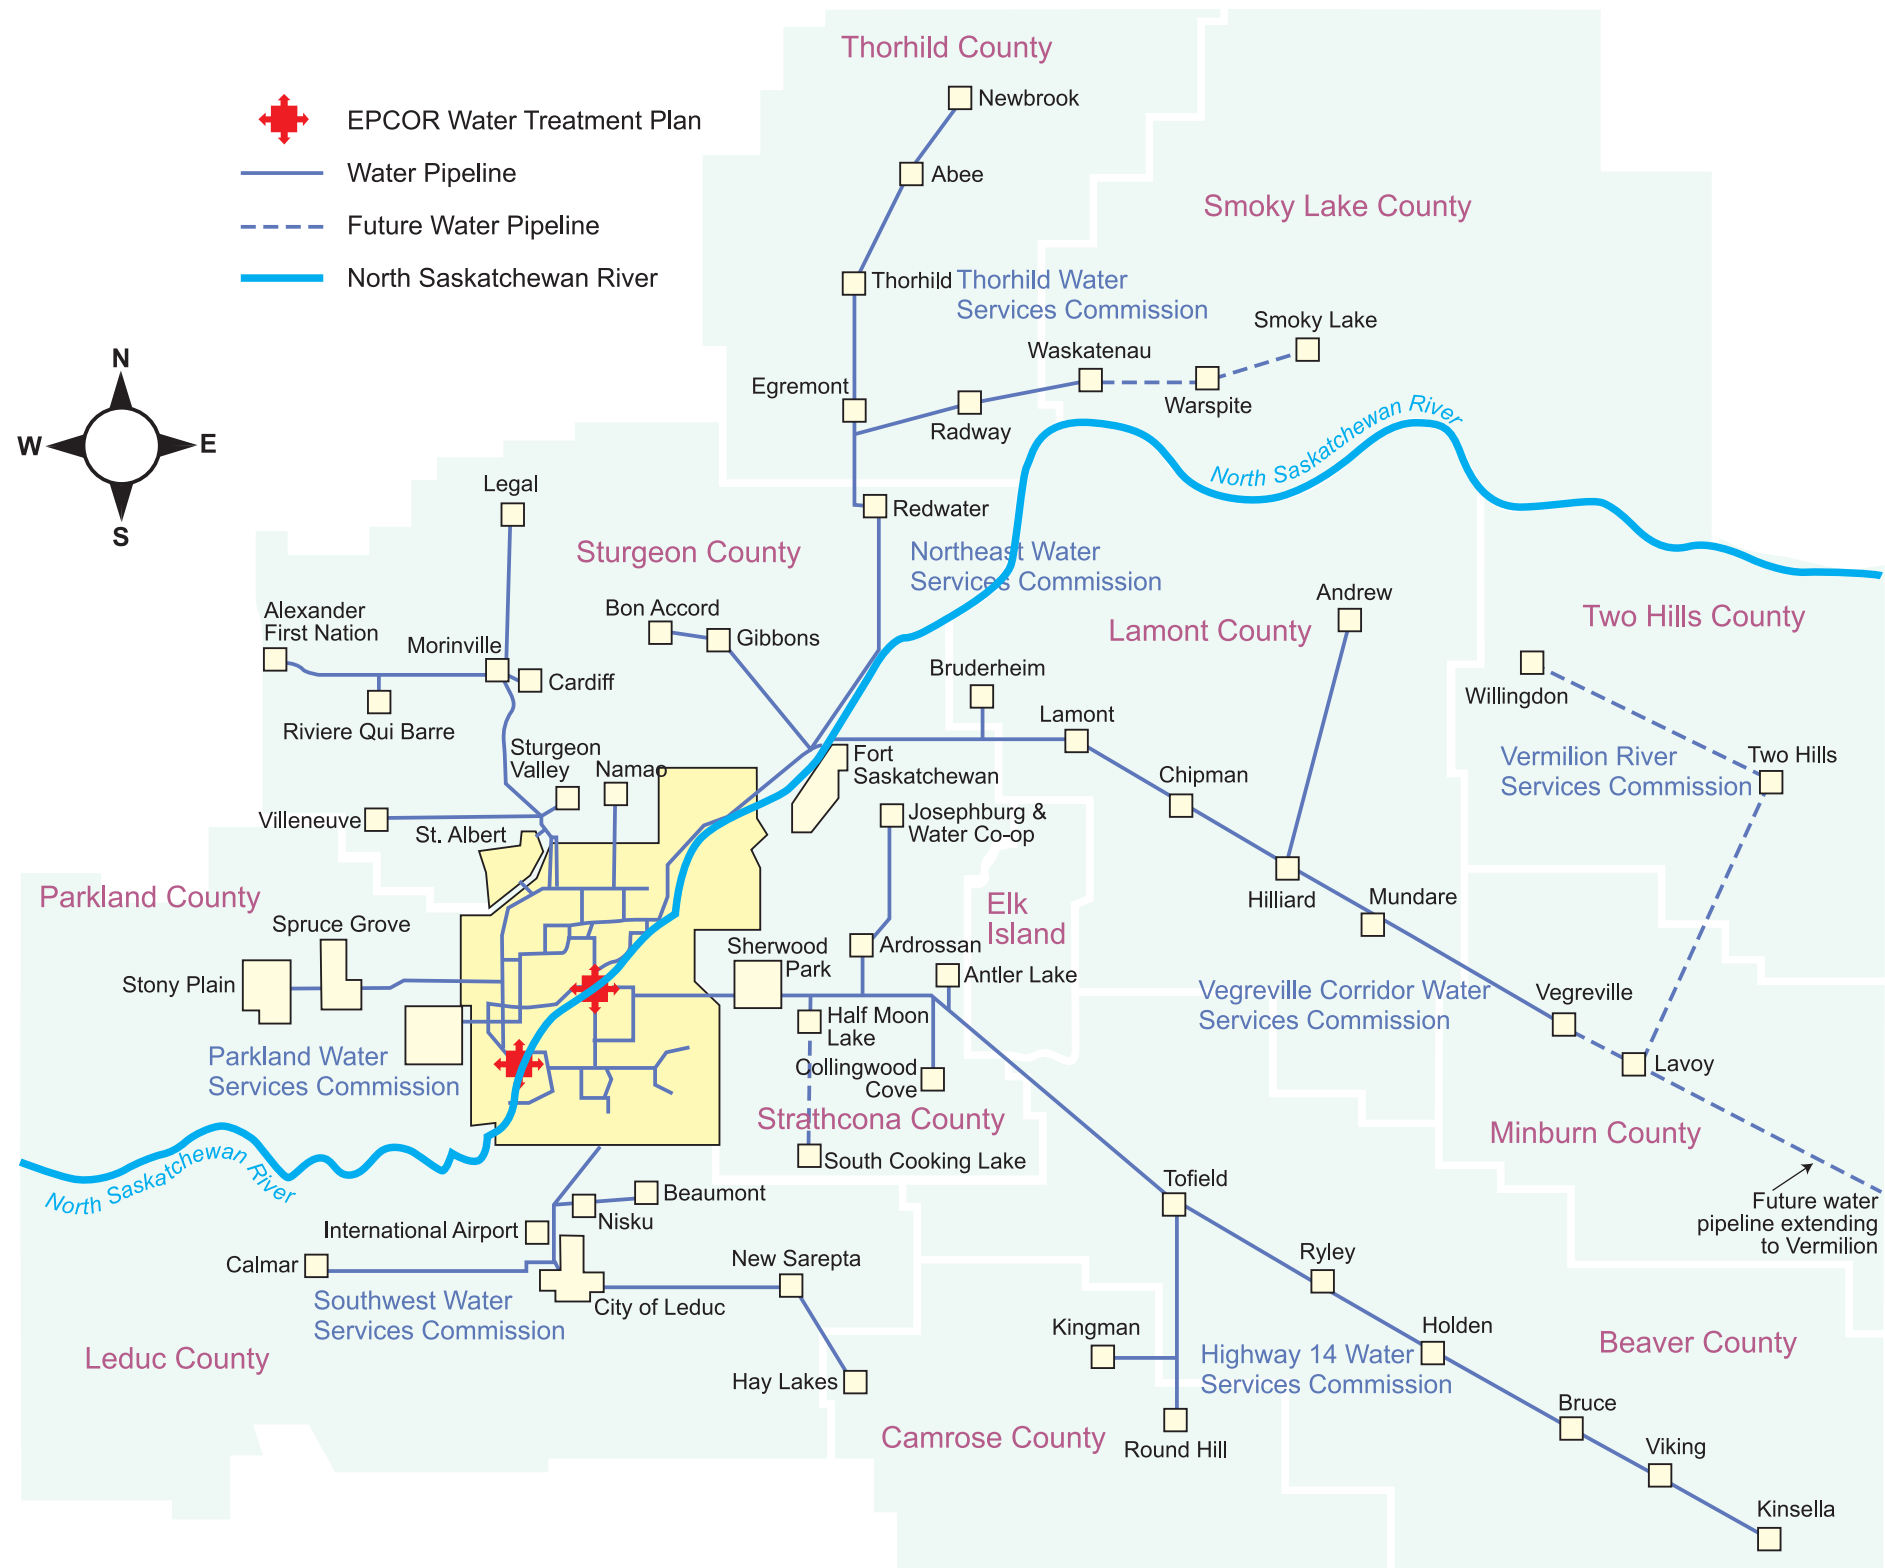 Thorhild County
Newbrook
EPCOR Water Treatment Plan
Water Pipeline
Abee
Smoky Lake County
Future Water Pipeline
North Saskatchewan River
Thorhild
Thorhild Water
Services Commission
Smoky Lake
Waskatenau
N
W
E
S
Egremont
Warspite
Radway
North Saskatchewan River
Legal
Redwater
Sturgeon County
Northeast Water
Services Commission
Andrew
Alexander
First Nation
Bon Accord
Gibbons
Lamont County
Two Hills County
Morinville
Cardiff
Bruderheim
Willingdon
Riviere Qui Barre
Lamont
Sturgeon
Valley
Namao
Fort
Saskatchewan
Chipman
Vermilion River
Services Commission
Two Hills
Villeneuve
St. Albert
Josephburg &
Water Co-op
Parkland County
Hilliard
Mundare
Elk
Island
Spruce Grove
Sherwood
Park
Ardrossan
Antler Lake
Stony Plain
Vegreville Corridor Water
Services Commission
Vegreville
Half Moon
Lake
Parkland Water
Services Commission
Collingwood
Cove
Lavoy
Strathcona County
Minburn County
North Saskatchewan River
South Cooking Lake
Tofield
Beaumont
Nisku
Future water
pipeline extending
to Vermilion
International Airport
Calmar
New Sarepta
Ryley
Southwest Water
Services Commission
City of Leduc
Kingman
Holden
Leduc County
Highway 14 Water
Services Commission
Beaver County
Hay Lakes
Bruce
Camrose County
Round Hill
Viking
Kinsella